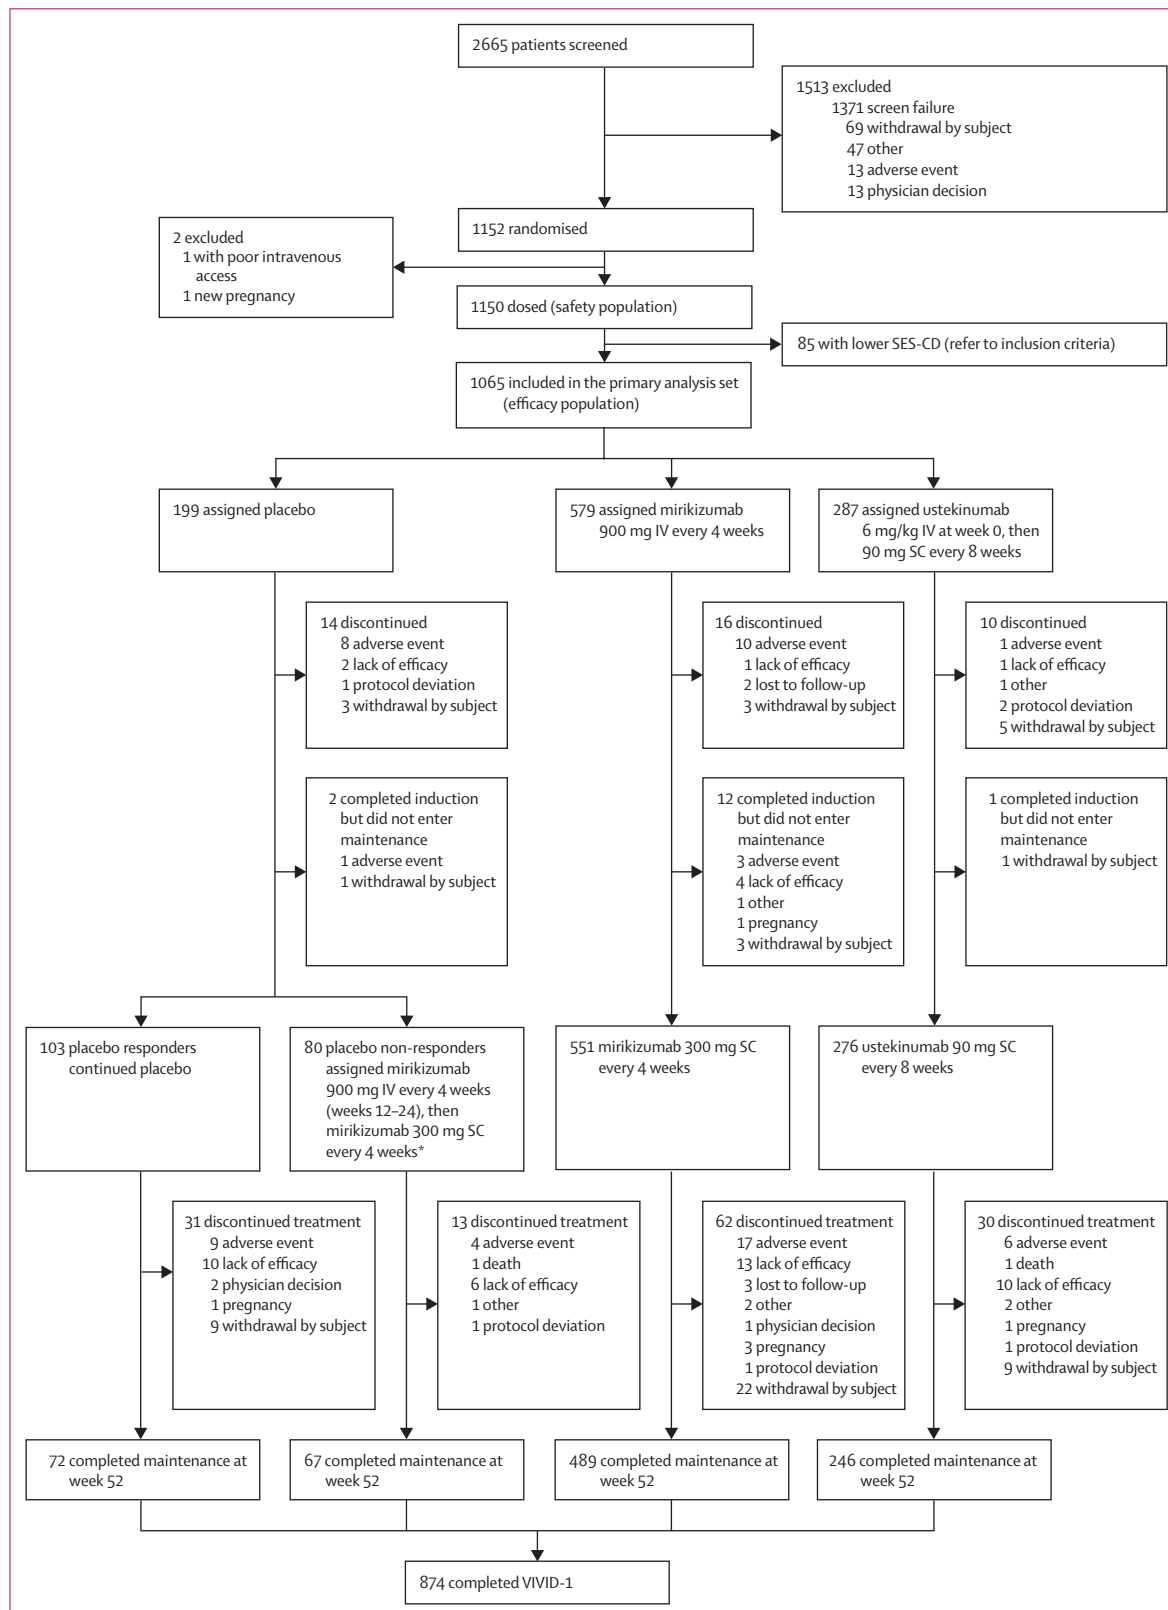 2665 patients screened
1513 excluded
1371 screen failure
69 withdrawal by subject
47 other
13 adverse event
13 physician decision
1152 randomised
2 excluded
1 with poor intravenous
access
1 new pregnancy
1150 dosed (safety population)
85 with lower SES-CD (refer to inclusion criteria)
1065 included in the primary analysis set
(efficacy population)
199 assigned placebo
579 assigned mirikizumab
900 mg IV every 4 weeks
287 assigned ustekinumab
6 mg/kg IV at week 0, then
90 mg SC every 8 weeks
14 discontinued
8 adverse event
2 lack of efficacy
1 protocol deviation
3 withdrawal by subject
16 discontinued
10 adverse event
1 lack of efficacy
2 lost to follow-up
3 withdrawal by subject
10 discontinued
1 adverse event
1 lack of efficacy
1 other
2 protocol deviation
5 withdrawal by subject
2 completed induction
but did not enter
maintenance
1 adverse event
1 withdrawal by subject
12 completed induction
but did not enter
maintenance
3 adverse event
4 lack of efficacy
1 other
1 pregnancy
3 withdrawal by subject
1 completed induction
but did not enter
maintenance
1 withdrawal by subject
103 placebo responders
continued placebo
80 placebo non-responders
assigned mirikizumab
900 mg IV every 4 weeks
(weeks 12–24), then
mirikizumab 300 mg SC
every 4 weeks*
551 mirikizumab 300 mg SC
every 4 weeks
276 ustekinumab 90 mg SC
every 8 weeks
31 discontinued treatment
9 adverse event
10 lack of efficacy
2 physician decision
1 pregnancy
9 withdrawal by subject
13 discontinued treatment
4 adverse event
1 death
6 lack of efficacy
1 other
1 protocol deviation
62 discontinued treatment
17 adverse event
13 lack of efficacy
3 lost to follow-up
2 other
1 physician decision
3 pregnancy
1 protocol deviation
22 withdrawal by subject
30 discontinued treatment
6 adverse event
1 death
10 lack of efficacy
2 other
1 pregnancy
1 protocol deviation
9 withdrawal by subject
72 completed maintenance at
week 52
67 completed maintenance at
week 52
489 completed maintenance at
week 52
246 completed maintenance at
week 52
874 completed VIVID-1